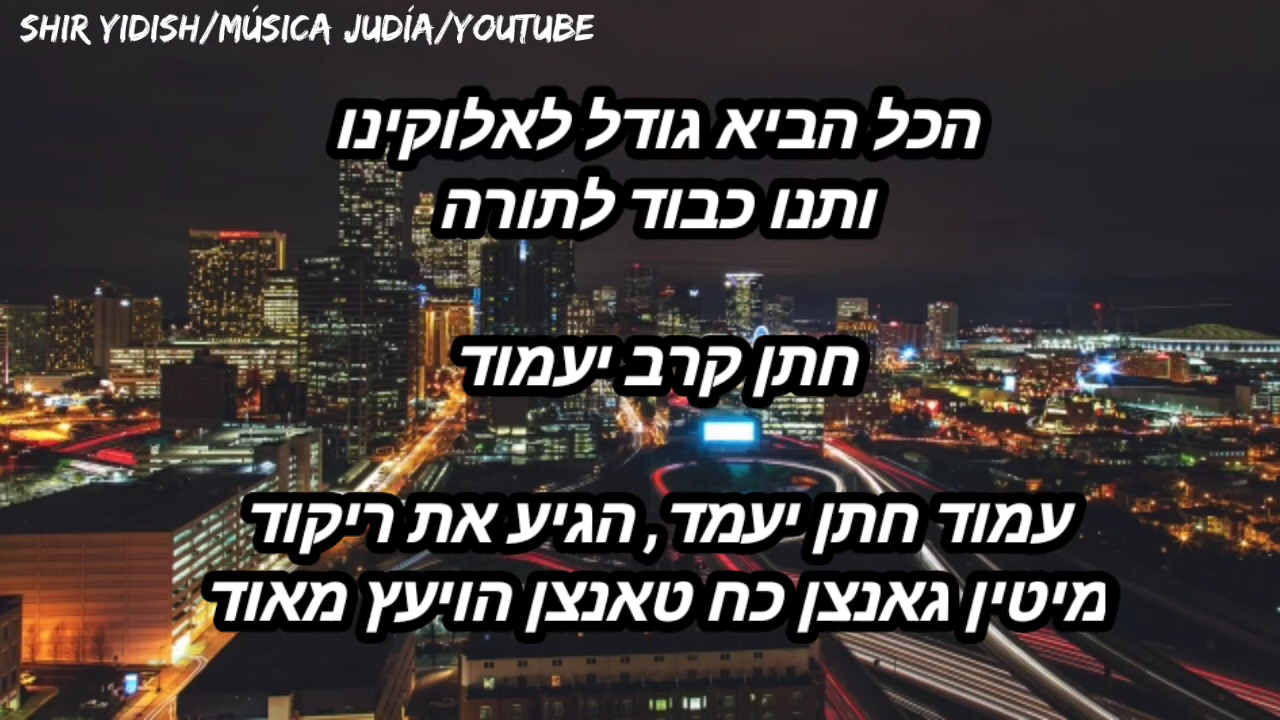 SHIR YIDISH/MÚSICA JUDÍA/YOUTUBE
הכל הביא גודל לאלוקינו
ותנו כבוד לתורה
חתן קרב יעמוד
עמוד חתן יעמד, הגיע את ריקוד
מיטין גאנצן כח טאנצן הויעץ מאוד